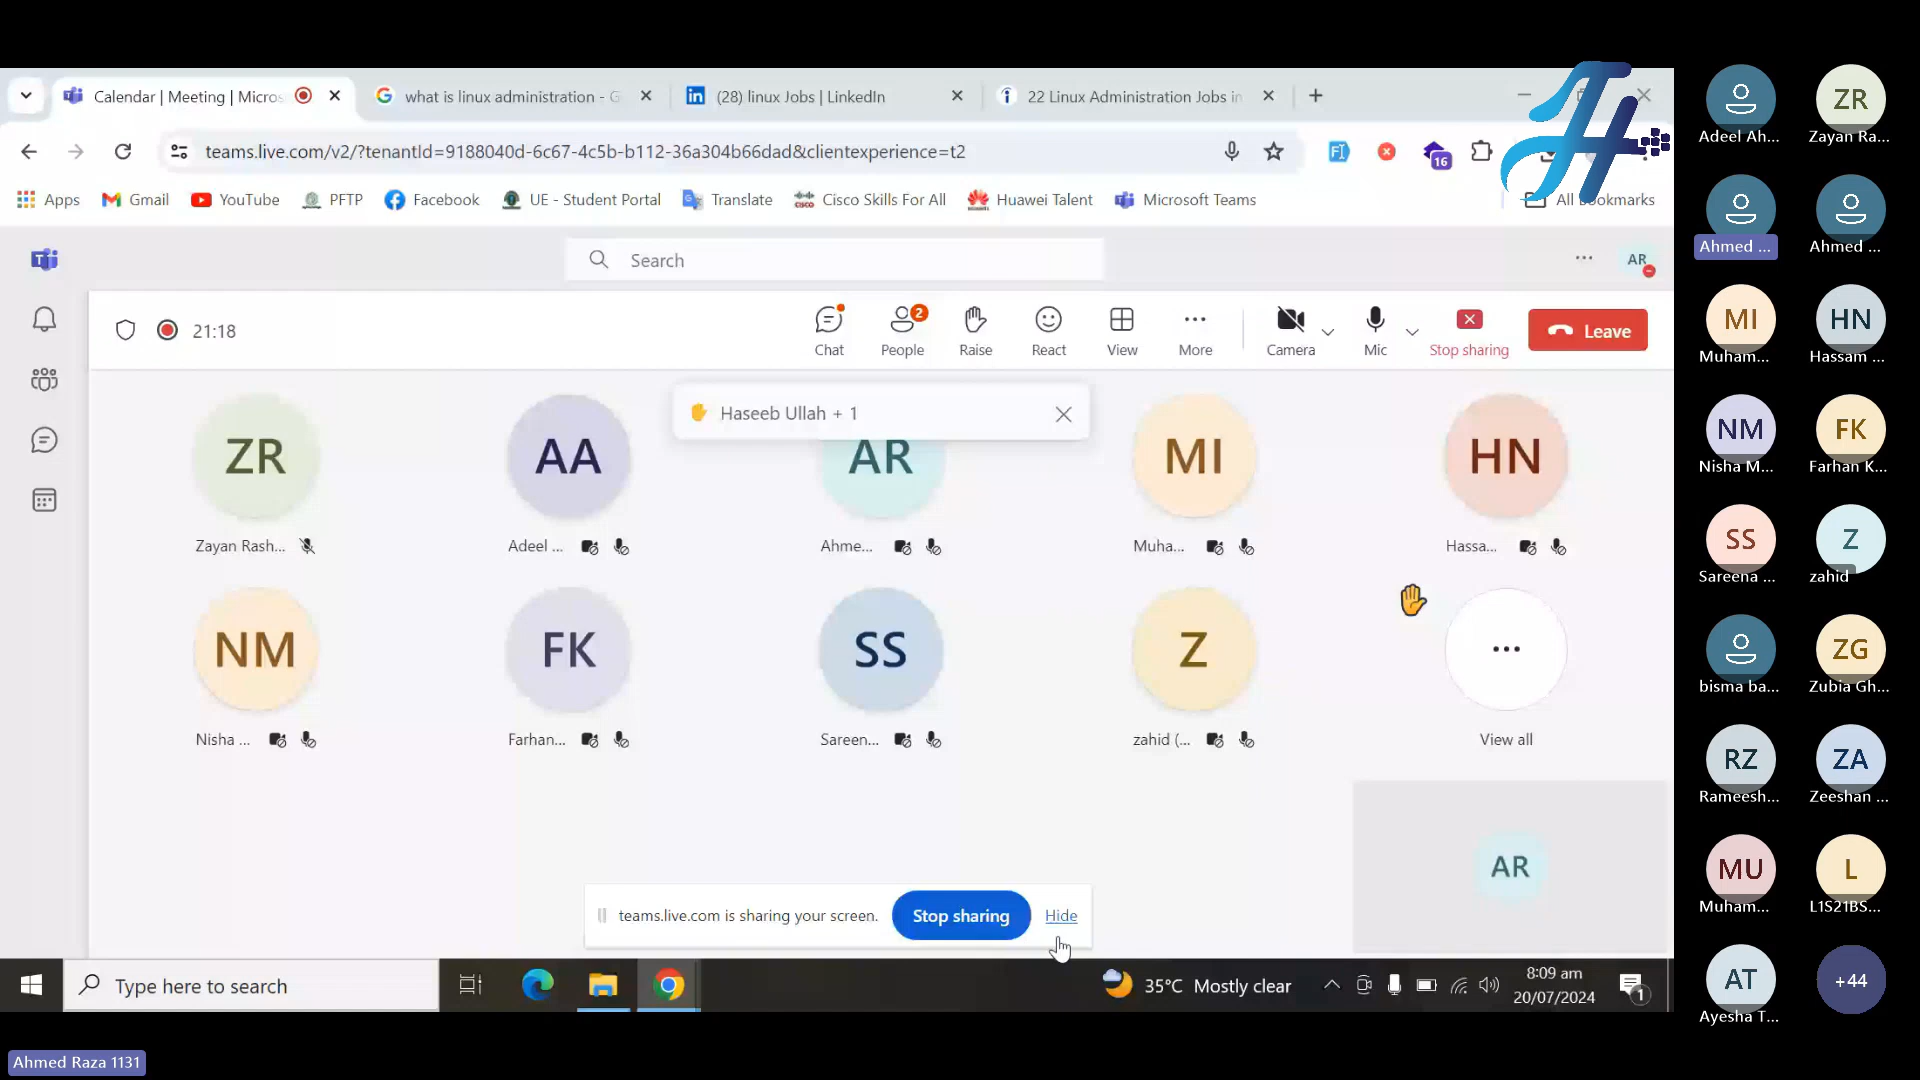 Calendar | Meeting | Micros
what is linux administration - G
(28) linux Jobs | LinkedIn
22 Linux Administration Jobs in
teams.live.com/v2/?tenantId=9188040d-6c67-4c5b-b112-36a304b66dad&clientexperience=t2
16
Apps
Gmail
YouTube
PFTP
Facebook
UE - Student Portal
Translate
Cisco Skills For All
Huawei Talent
Microsoft Teams
All Bookmarks
Search
AR
21:18
Chat
2
People
Raise
React
View
More
Camera
Mic
Stop sharing
Leave
Haseeb Ullah + 1
ZR
AA
AR
MI
HN
Zayan Rash...
Adeel ...
Ahme...
Muha...
Hassa...
NM
FK
SS
Z
Nisha ...
Farhan...
Sareen...
zahid (...
View all
AR
teams.live.com is sharing your screen.
Stop sharing
Hide
Type here to search
35°C Mostly clear
8:09 am
20/07/2024
1
Ahmed Raza 1131
Adeel Ah...
ZR
Zayan Ra...
Ahmed ...
Ahmed ...
MI
Muham...
HN
Hassam ...
NM
Nisha M...
FK
Farhan K...
SS
Sareena ...
Z
zahid
bisma ba...
ZG
Zubia Gh...
RZ
Rameesh...
ZA
Zeeshan ...
MU
Muham...
L
L1S21BS...
AT
Ayesha T...
+44